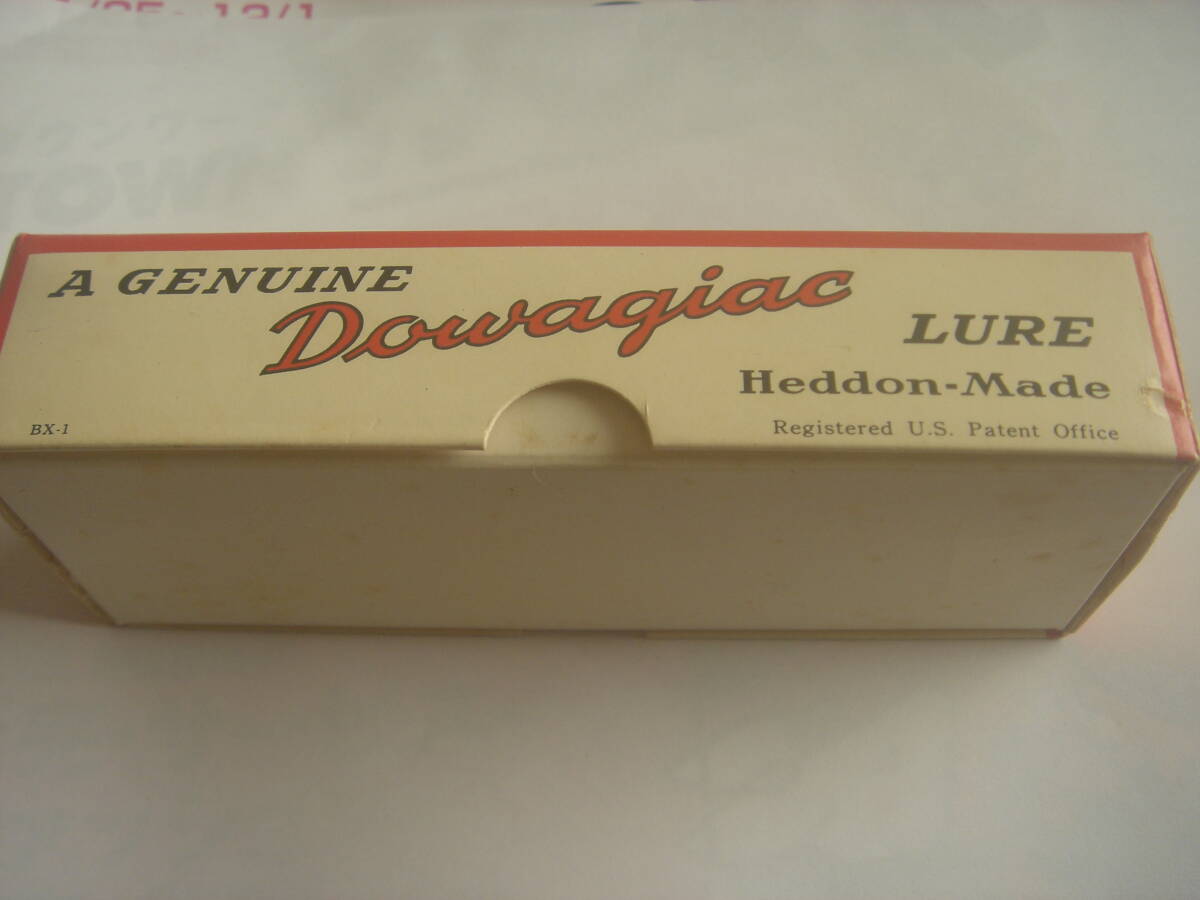 A GENUINE
Dowagiac
LURE
Heddon-Made
BX-1
Registered U.S. Patent Office